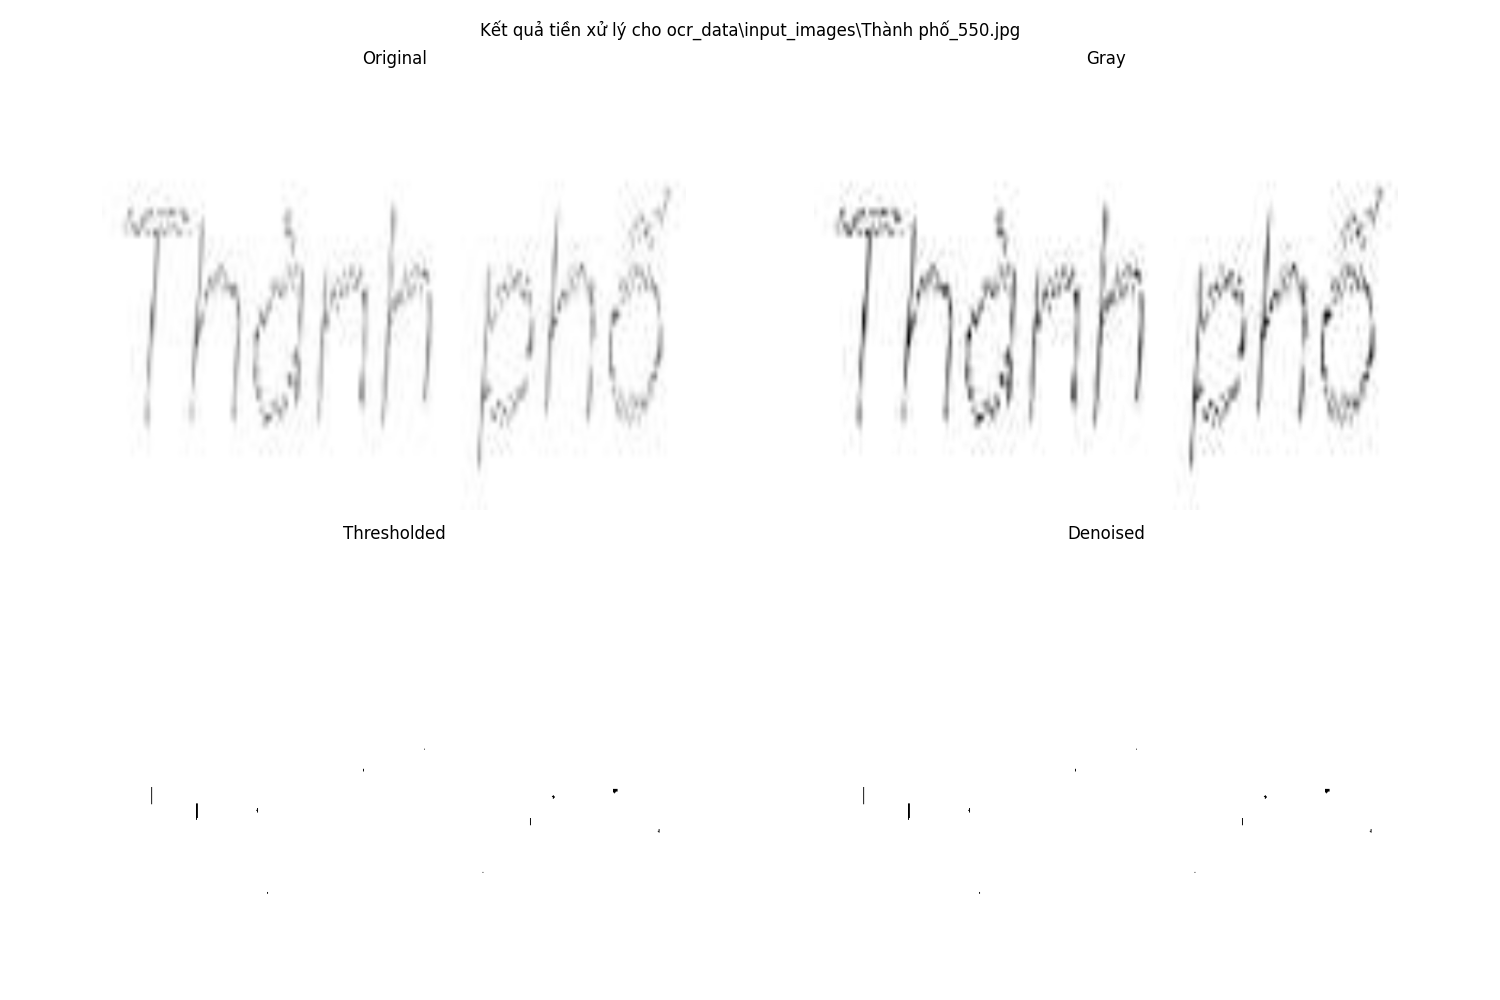 Kết quả tiền xử lý cho ocr_data\input_images\Thành phố_550.jpg
Original
Gray
Thành phố
Thành phố
Thresholded
Denoised